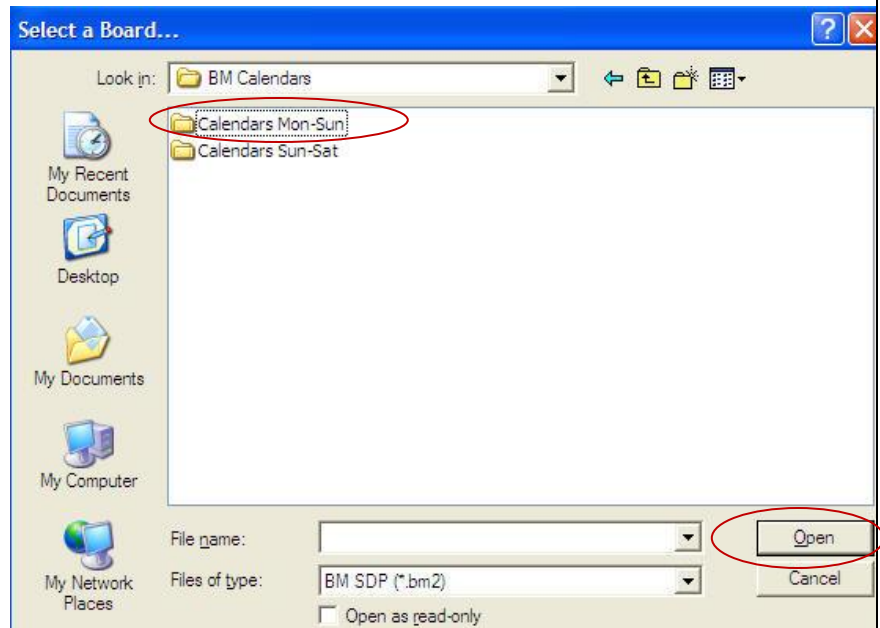 Select a Board...
Look in:
BM Calendars
Calendars Mon-Sun
Calendars Sun-Sat
My Recent
Documents
Desktop
My Documents
My Computer
My Network
Places
File name:
Open
Files of type:
BM SDP (*.bm2)
Cancel
Open as read-only